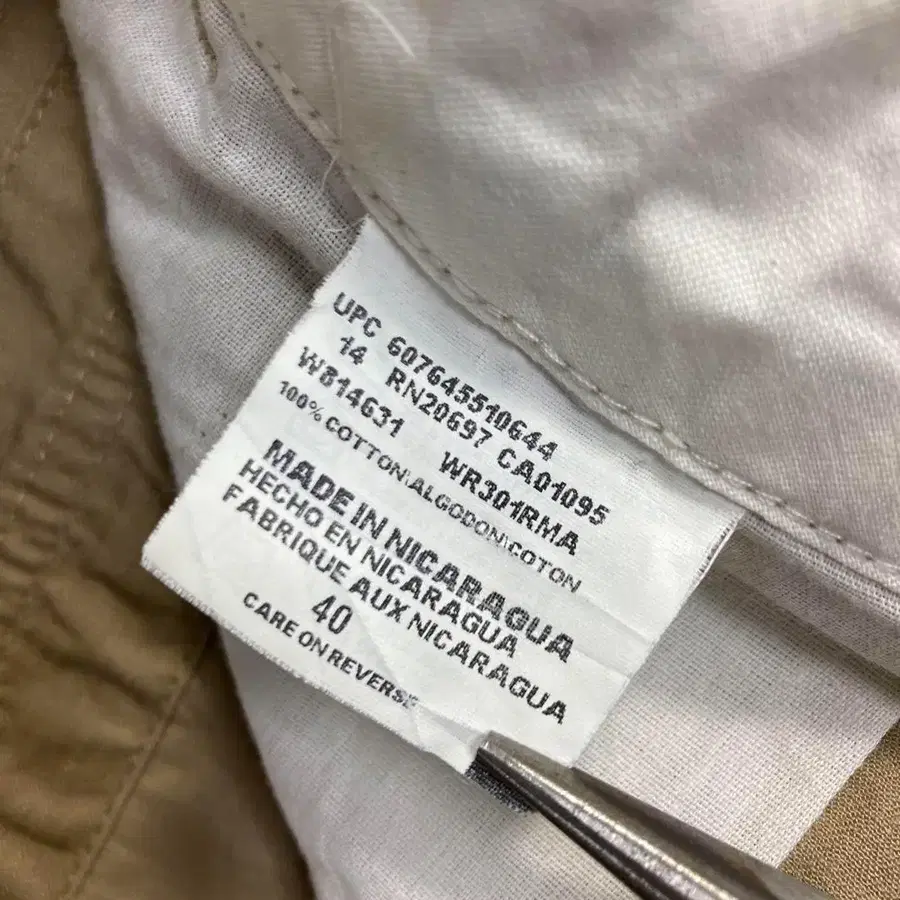 UPC 607645510644
14 RN20697 CA01095
W814631 WR301RMA
100% COTTON\ALGODON\COTON
MADE IN NICARAGUA
HECHO EN NICARAGUA
FABRIQUE AUX NICARAGUA
40
CARE ON REVERSE